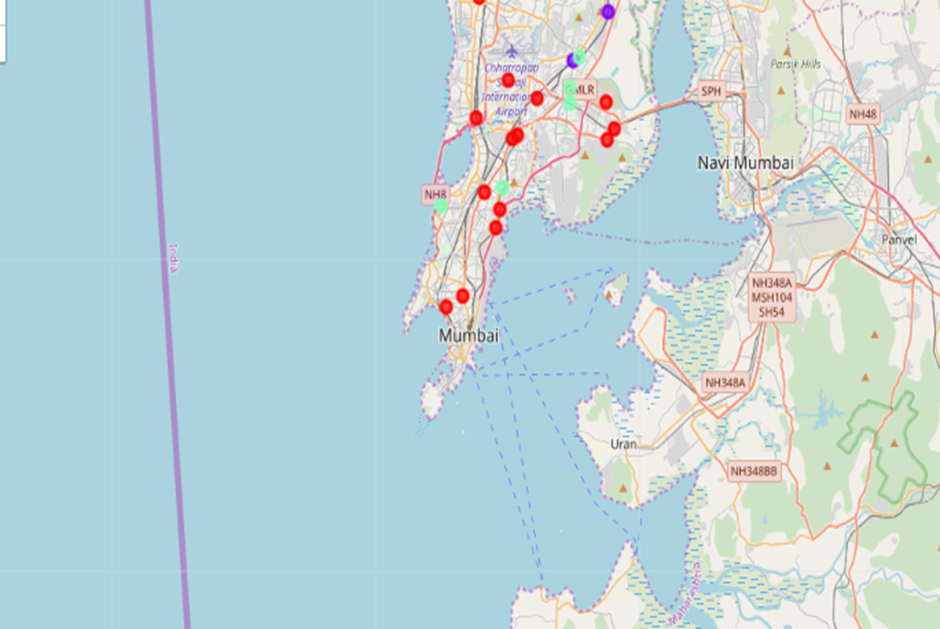 Chhatrapati
Shivaji
International
Airport
MLR
SPH
Parsik Hills
NH48
Navi Mumbai
NH8
Panvel
India
NH348A
MSH104
SH54
Mumbai
NH348A
Uran
NH348BB
Maharashtra